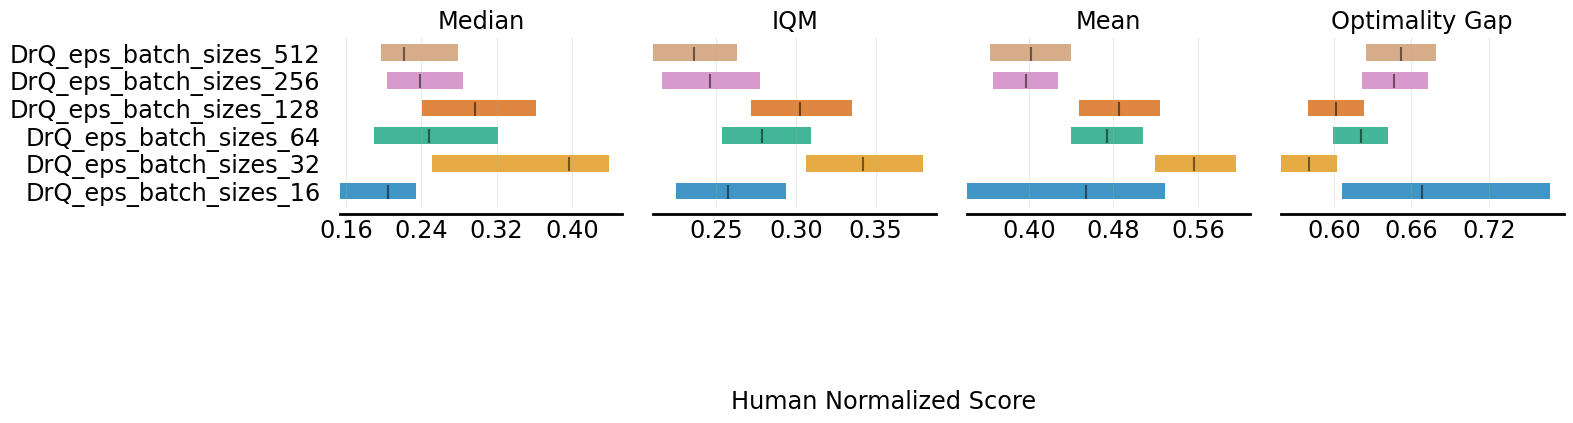 Median IQM Mean Optimality Gap
DrQ_eps_batch_sizes_512
DrQ_eps_batch_sizes_256
DrQ_eps_batch_sizes_128
DrQ_eps_batch_sizes_64
DrQ_eps_batch_sizes_32
DrQ_eps_batch_sizes_16
0.16 0.24 0.32 0.40 0.25 0.30 0.35 0.40 0.48 0.56 0.60 0.66 0.72
Human Normalized Score